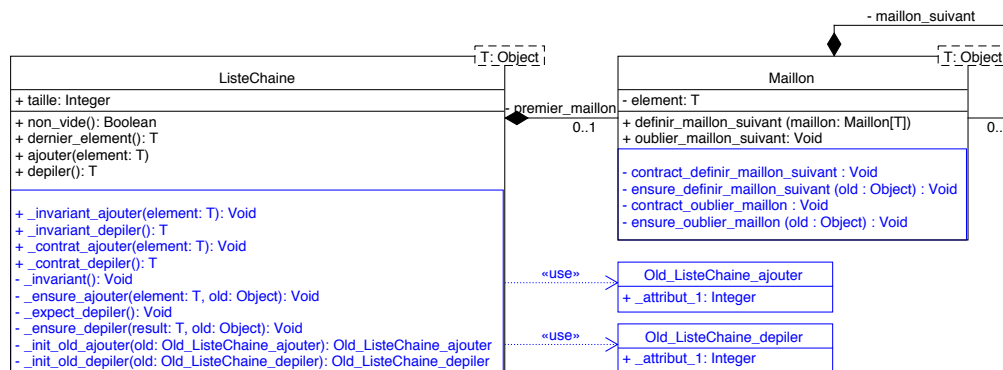 - maillon_suivant
T: Object
ListeChaine
+ taille: Integer
+ non_vide(): Boolean
+ dernier_element(): T
+ ajouter(element: T)
+ depiler(): T
+ _invariant_ajouter(element: T): Void
+ _invariant_depiler(): T
+ _contrat_ajouter(element: T): Void
+ _contrat_depiler(): T
- _invariant(): Void
- _ensure_ajouter(element: T, old: Object): Void
- _expect_depiler(): Void
- _ensure_depiler(result: T, old: Object): Void
- _init_old_ajouter(old: Old_ListeChaine_ajouter): Old_ListeChaine_ajouter
- _init_old_depiler(old: Old_ListeChaine_depiler): Old_ListeChaine_depiler
- premier_maillon
0..1
T: Object
Maillon
- element: T
+ definir_maillon_suivant (maillon: Maillon[T])
+ oublier_maillon_suivant: Void
- contract_definir_maillon_suivant : Void
- ensure_definir_maillon_suivant (old : Object) : Void
- contract_oublier_maillon : Void
- ensure_oublier_maillon (old : Object) : Void
0..
«use»
Old_ListeChaine_ajouter
+ _attribut_1: Integer
«use»
Old_ListeChaine_depiler
+ _attribut_1: Integer